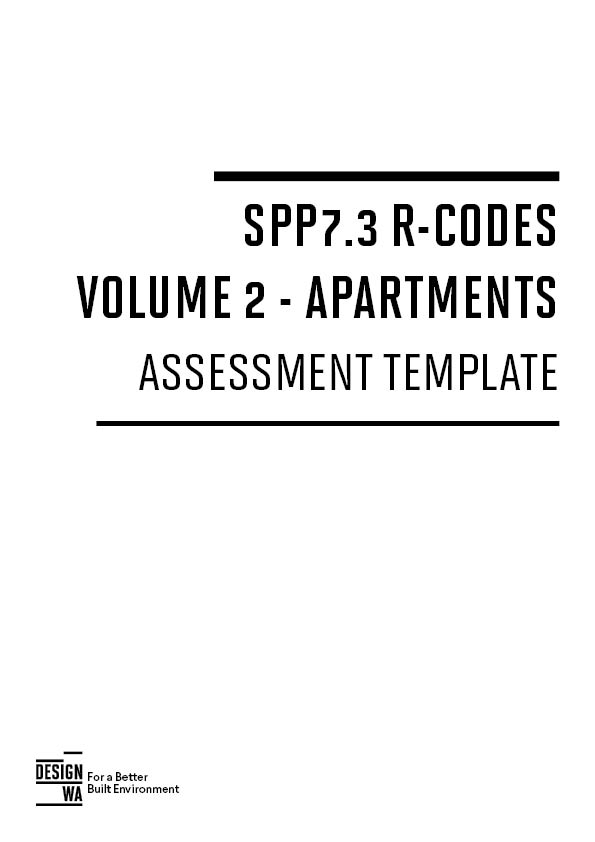 SPP7.3 R-CODES
VOLUME 2 - APARTMENTS
ASSESSMENT TEMPLATE
DESIGN
WA
For a Better
Built Environment